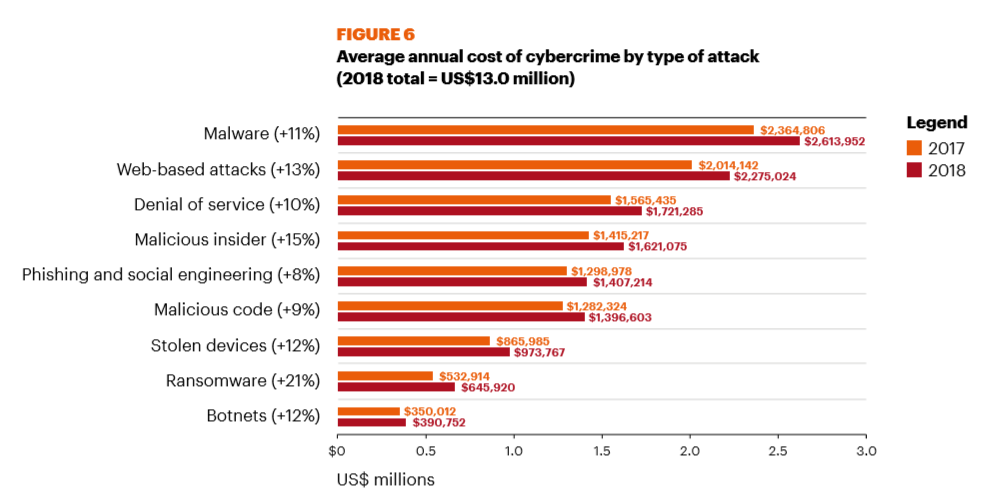 FIGURE 6
Average annual cost of cybercrime by type of attack
(2018 total = US$13.0 million)
Legend
2017
2018
Malware (+11%)
$2,364,806
$2,613,952
Web-based attacks (+13%)
$2,014,142
$2,275,024
Denial of service (+10%)
$1,565,435
$1,721,285
Malicious insider (+15%)
$1,415,217
$1,621,075
Phishing and social engineering (+8%)
$1,298,978
$1,407,214
Malicious code (+9%)
$1,282,324
$1,396,603
Stolen devices (+12%)
$865,985
$973,767
Ransomware (+21%)
$532,914
$645,920
Botnets (+12%)
$350,012
$390,752
$0 0.5 1.0 1.5 2.0 2.5 3.0
US$ millions